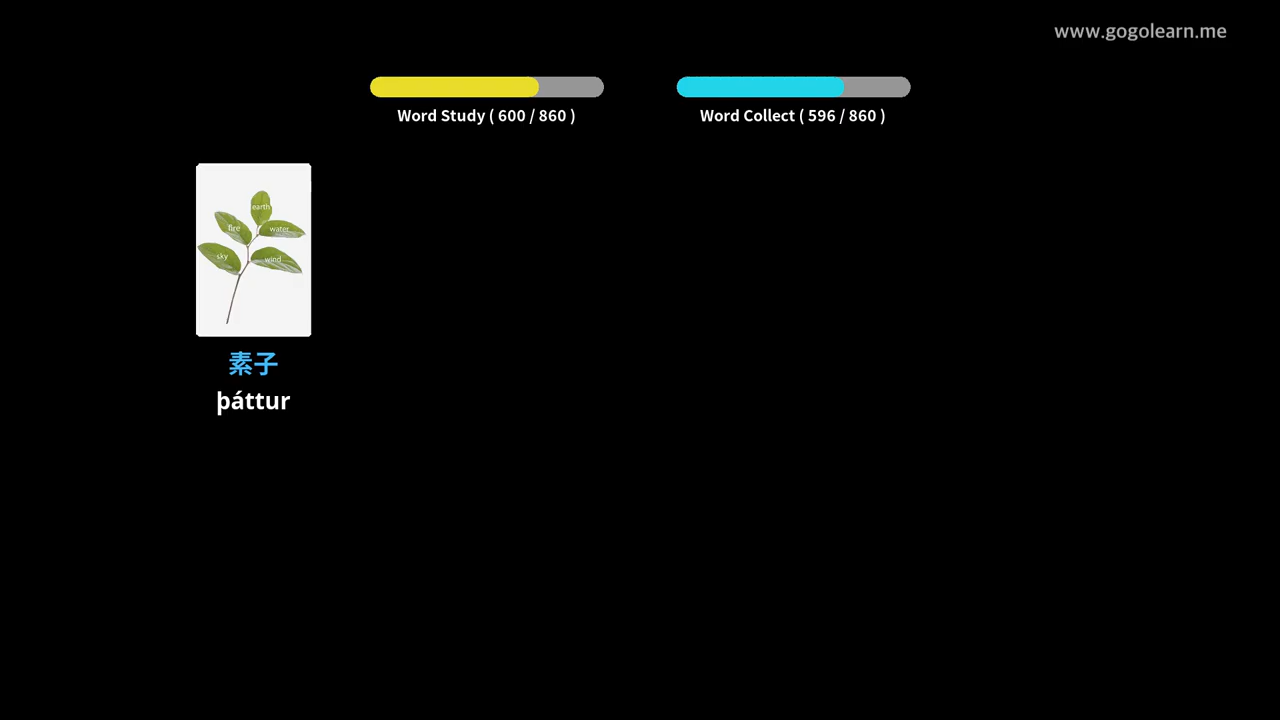 www.gogolearn.me
Word Study ( 600 / 860 )
Word Collect ( 596 / 860 )
earth
fire
water
sky
wind
素子
þáttur